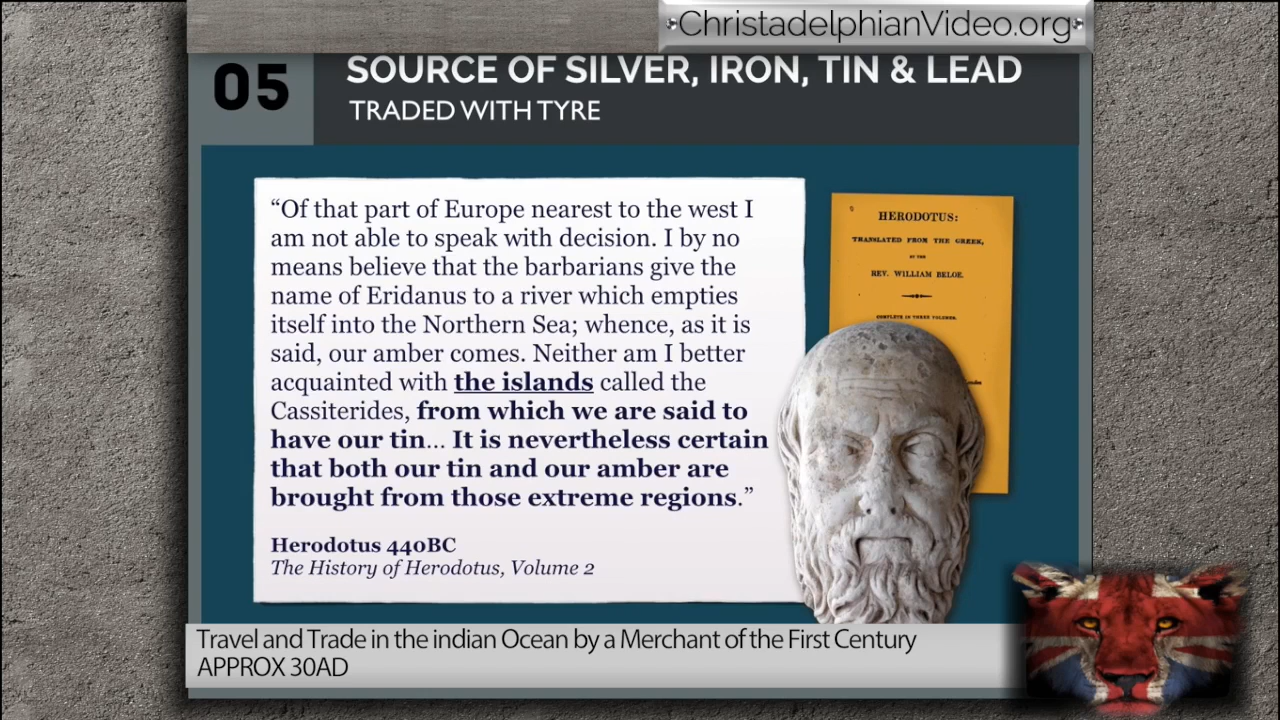 ChristadelphianVideo.org
05
SOURCE OF SILVER, IRON, TIN & LEAD
TRADED WITH TYRE
“Of that part of Europe nearest to the west I
am not able to speak with decision. I by no
means believe that the barbarians give the
name of Eridanus to a river which empties
itself into the Northern Sea; whence, as it is
said, our amber comes. Neither am I better
acquainted with the islands called the
Cassiterides, from which we are said to
have our tin... It is nevertheless certain
that both our tin and our amber are
brought from those extreme regions.”
Herodotus 440BC
The History of Herodotus, Volume 2
HERODOTUS:
TRANSLATED FROM THE GREEK,
BY THE
REV. WILLIAM BELOE.
COMPLETE IN THREE VOLUMES.
Travel and Trade in the indian Ocean by a Merchant of the First Century
APPROX 30AD